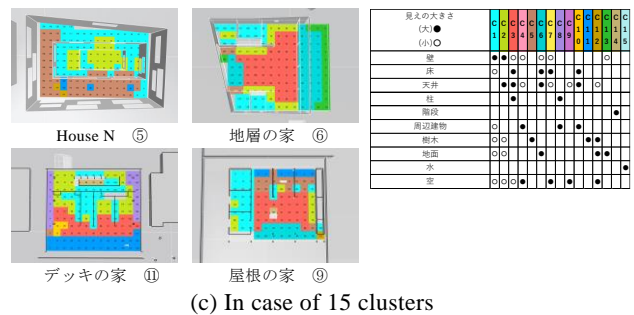 House N ⑤
地層の家 ⑥
デッキの家 ⑪
屋根の家 ⑨
見えの大きさ
(大)●
(小)○
C1 C2 C3 C4 C5 C6 C7 C8 C9 C10 C11 C12 C13 C14 C15
壁 ● ● ○ ○ ○ ○ ○
床 ○ ● ● ● ●
天井 ● ● ○ ● ○ ● ○
柱 ● ●
階段 ●
周辺建物 ○ ● ● ●
樹木 ○ ○ ● ● ●
地面 ○ ○ ● ● ●
水 ●
空 ○ ○ ○ ● ● ● ○
(c) In case of 15 clusters